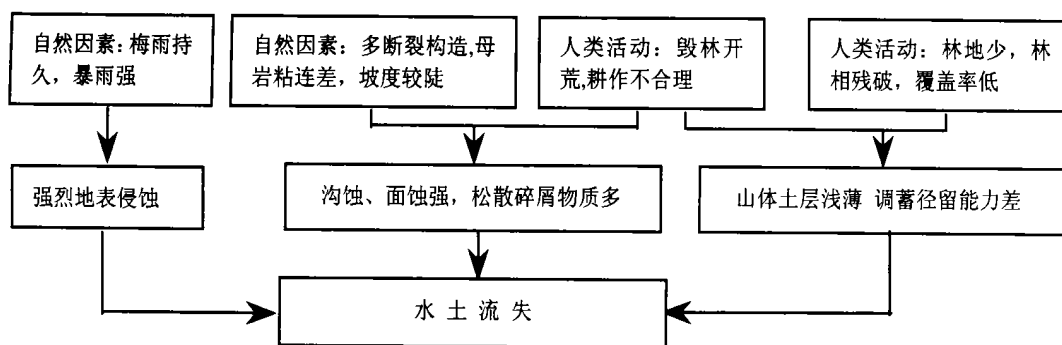 自然因素：梅雨持
久，暴雨强
自然因素：多断裂构造,母
岩粘连差，坡度较陡
人类活动：毁林开
荒,耕作不合理
人类活动：林地少，林
相残破，覆盖率低
强烈地表侵蚀
沟蚀、面蚀强，松散碎屑物质多
山体土层浅薄 调蓄径留能力差
水 土 流 失